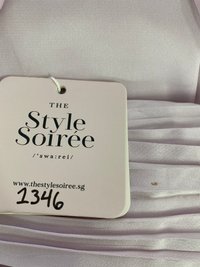 THE
Style
Soirée
/'swa:rei/
www.thestylesoiree.sg
1346